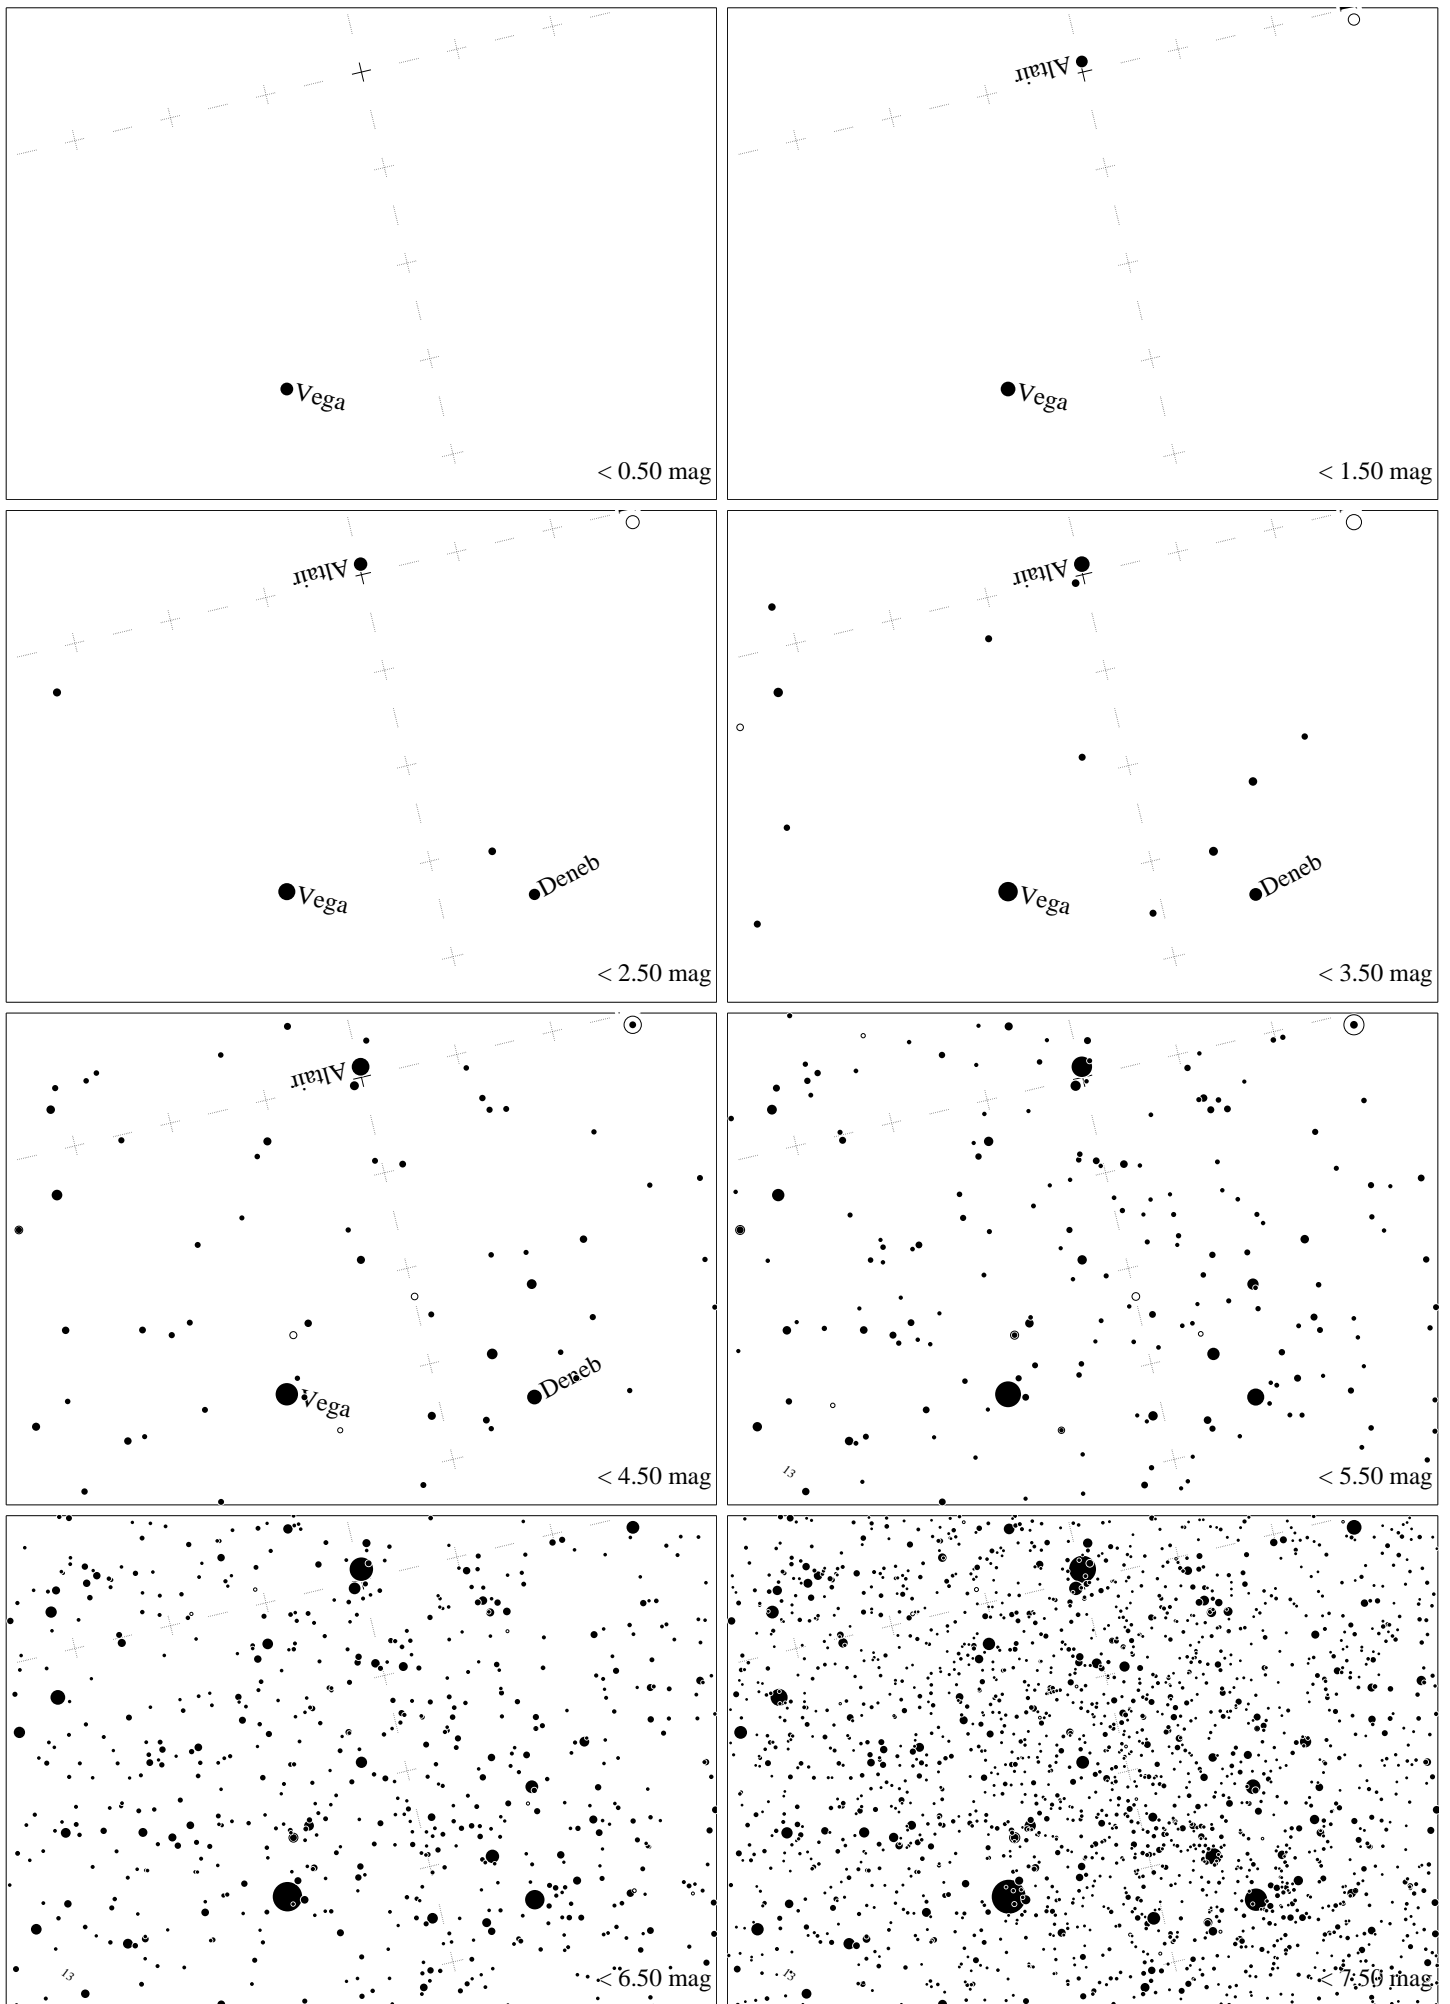 Vega
< 0.50 mag
Altair
Vega
< 1.50 mag
Altair
Deneb
Vega
< 2.50 mag
Altair
Deneb
Vega
< 3.50 mag
Altair
Deneb
Vega
< 4.50 mag
13
< 5.50 mag
13
< 6.50 mag
13
< 7.50 mag